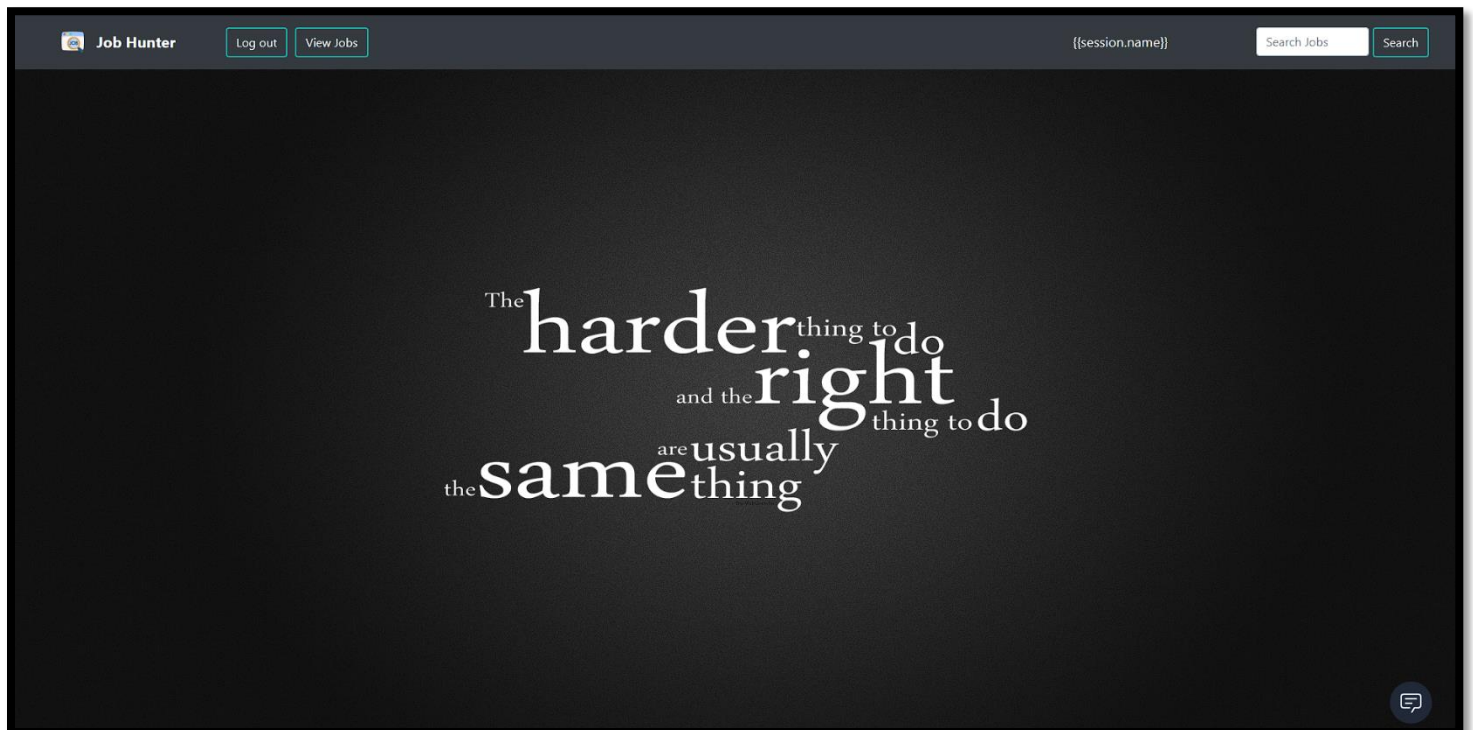 Job Hunter Log out View Jobs {{session.name}} Search Jobs Search
The harder thing to do
and the right thing to do
are usually
the same thing